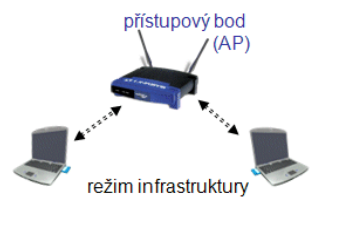 přístupový bod
(AP)
režim infrastruktury